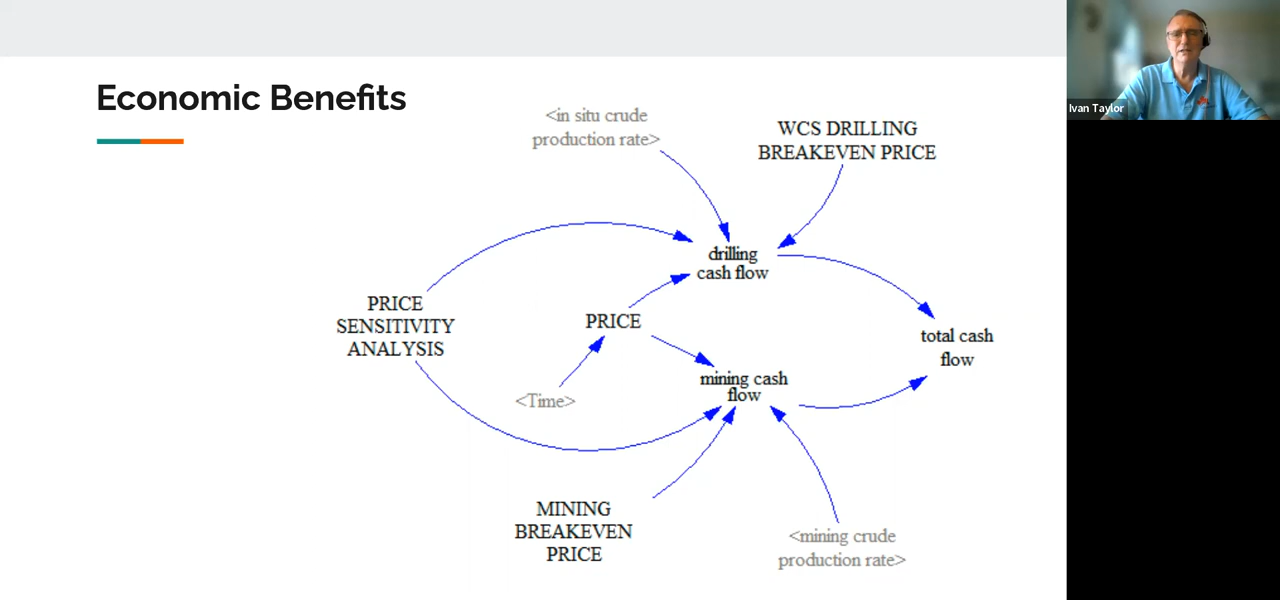 Economic Benefits
<in situ crude
production rate>
WCS DRILLING
BREAKEVEN PRICE
drilling
cash flow
PRICE
SENSITIVITY
ANALYSIS
PRICE
<Time>
total cash
flow
mining cash
flow
MINING
BREAKEVEN
PRICE
<mining crude
production rate>
Ivan Taylor